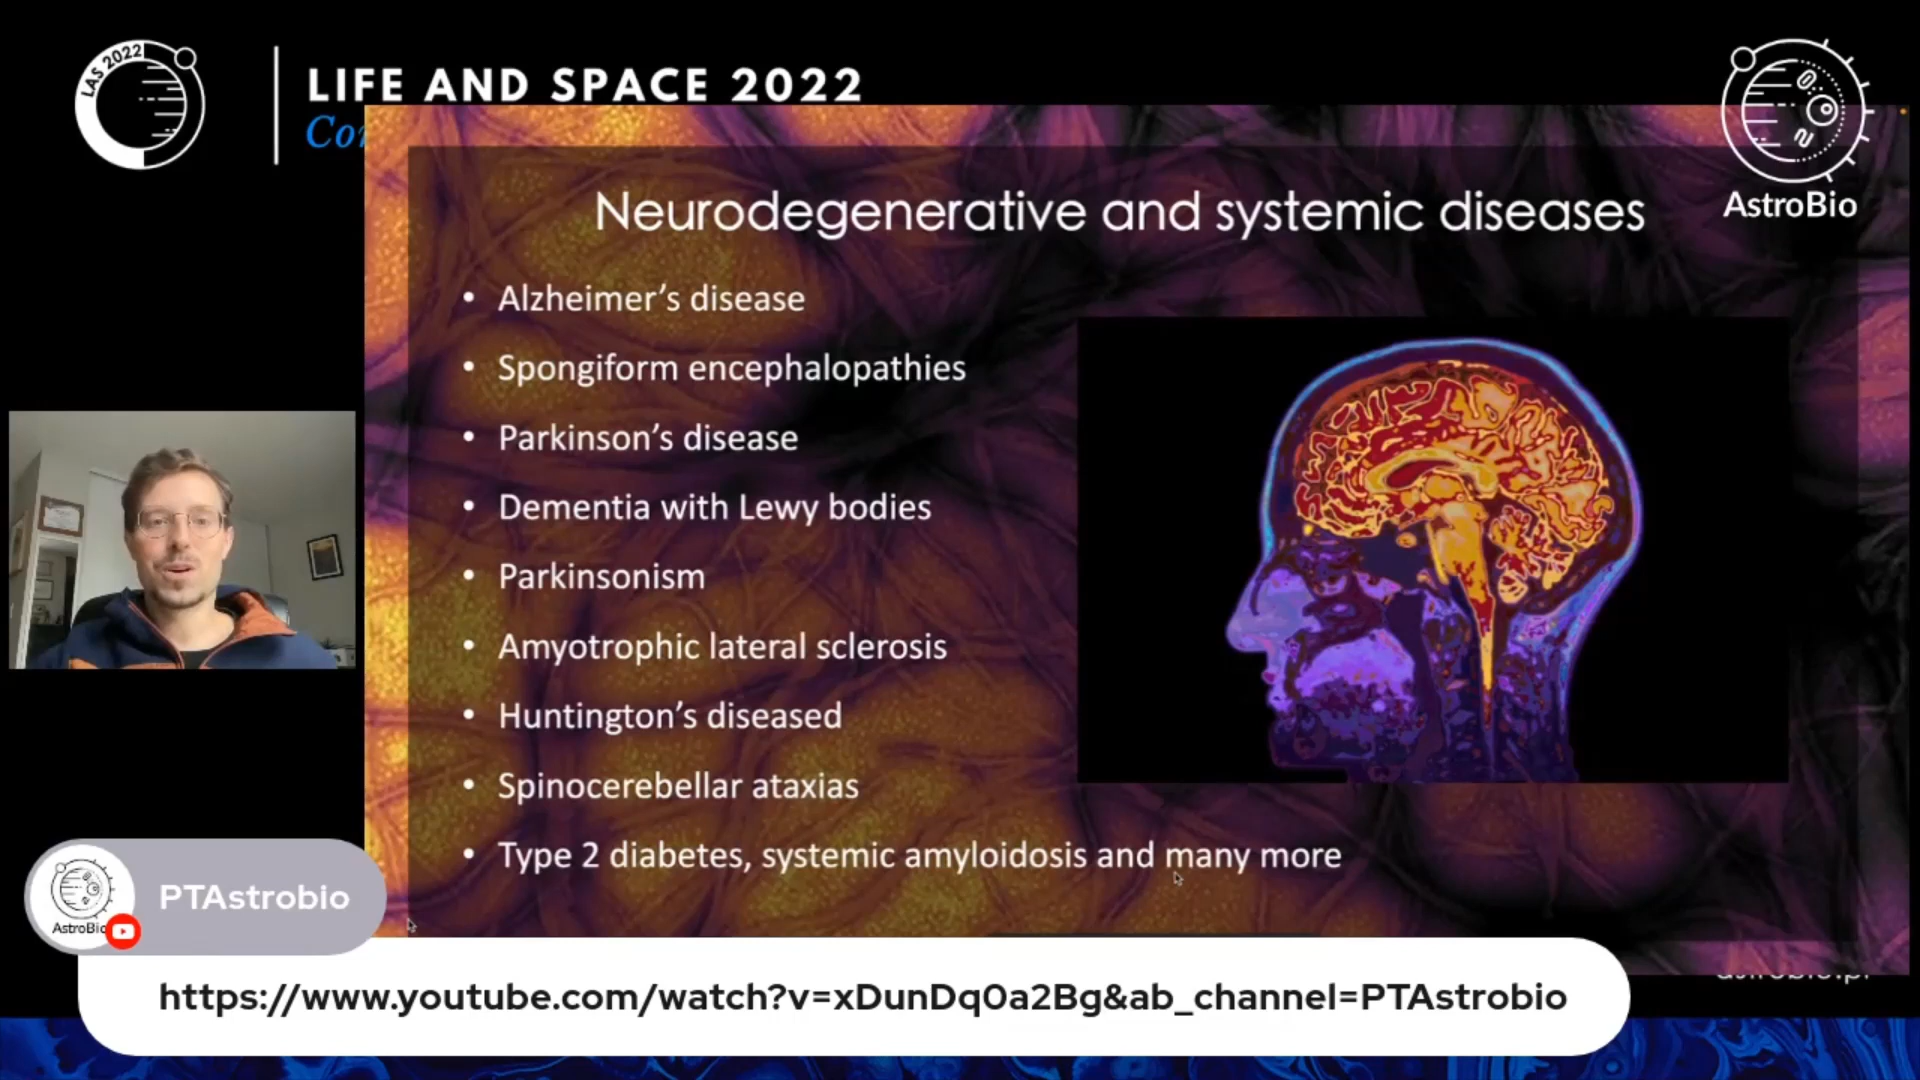 LAS 2022
LIFE AND SPACE 2022
AstroBio
Neurodegenerative and systemic diseases
• Alzheimer’s disease
• Spongiform encephalopathies
• Parkinson’s disease
• Dementia with Lewy bodies
• Parkinsonism
• Amyotrophic lateral sclerosis
• Huntington’s diseased
• Spinocerebellar ataxias
• Type 2 diabetes, systemic amyloidosis and many more
PTAstrobio
https://www.youtube.com/watch?v=xDunDq0a2Bg&ab_channel=PTAstrobio